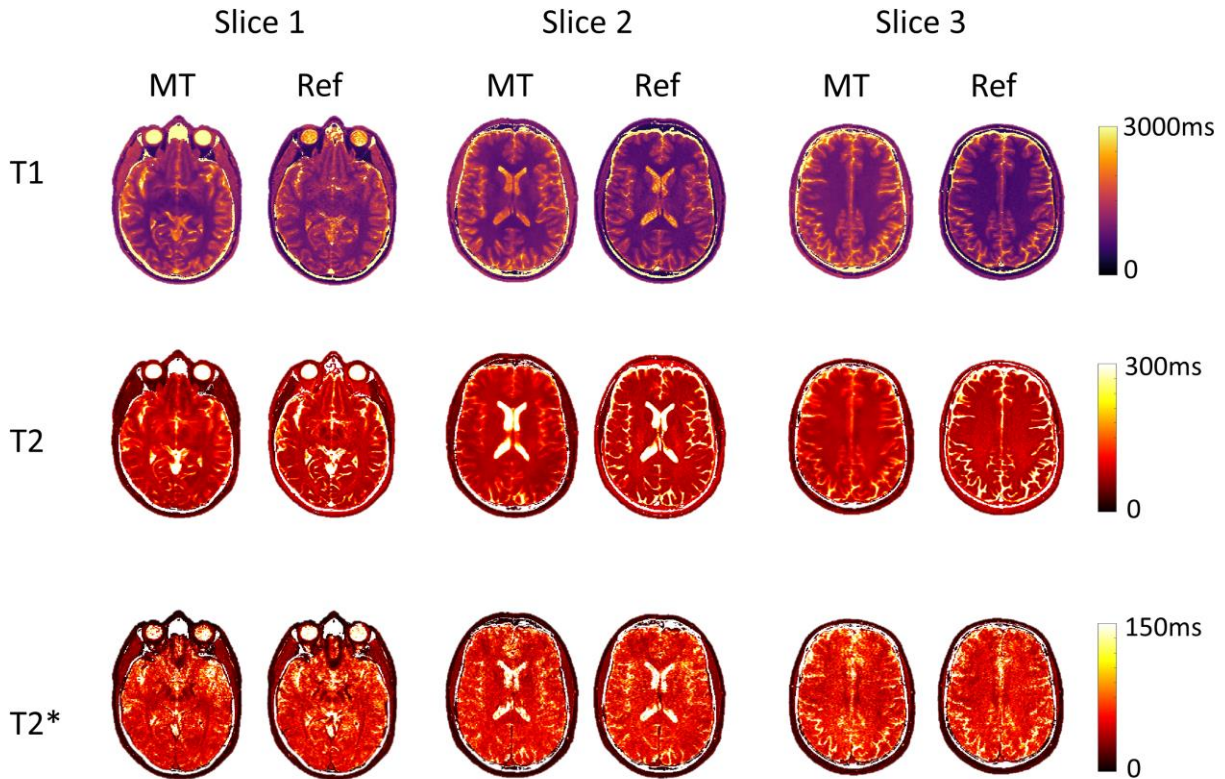 Slice 1 Slice 2 Slice 3
MT Ref MT Ref MT Ref
T1
3000ms
0
T2
300ms
0
T2*
150ms
0